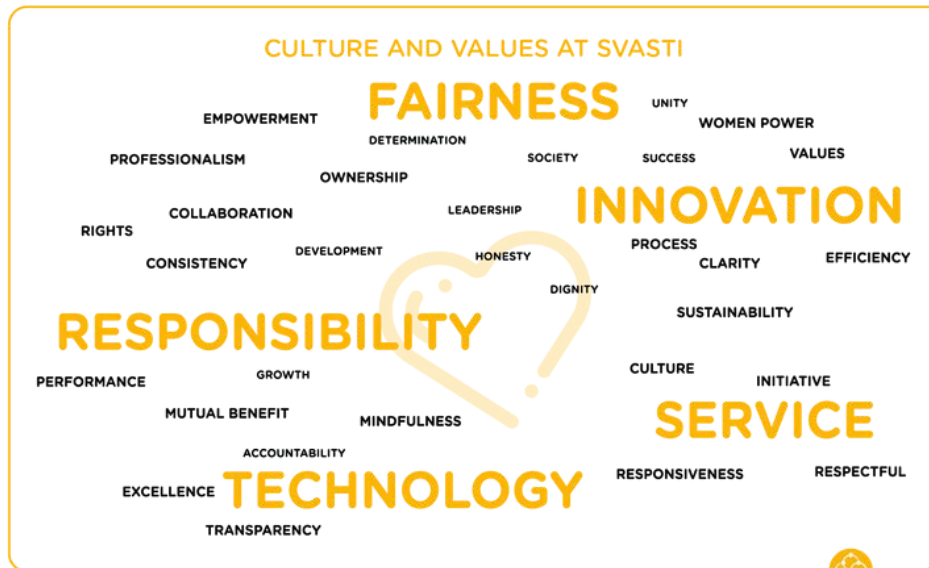 CULTURE AND VALUES AT SVASTI
FAIRNESS
UNITY
EMPOWERMENT
WOMEN POWER
DETERMINATION
PROFESSIONALISM
SOCIETY
SUCCESS
VALUES
OWNERSHIP
INNOVATION
COLLABORATION
LEADERSHIP
RIGHTS
PROCESS
DEVELOPMENT
HONESTY
CONSISTENCY
CLARITY
EFFICIENCY
DIGNITY
SUSTAINABILITY
RESPONSIBILITY
CULTURE
PERFORMANCE
GROWTH
INITIATIVE
MUTUAL BENEFIT
MINDFULNESS
SERVICE
ACCOUNTABILITY
RESPONSIVENESS
RESPECTFUL
EXCELLENCE
TECHNOLOGY
TRANSPARENCY